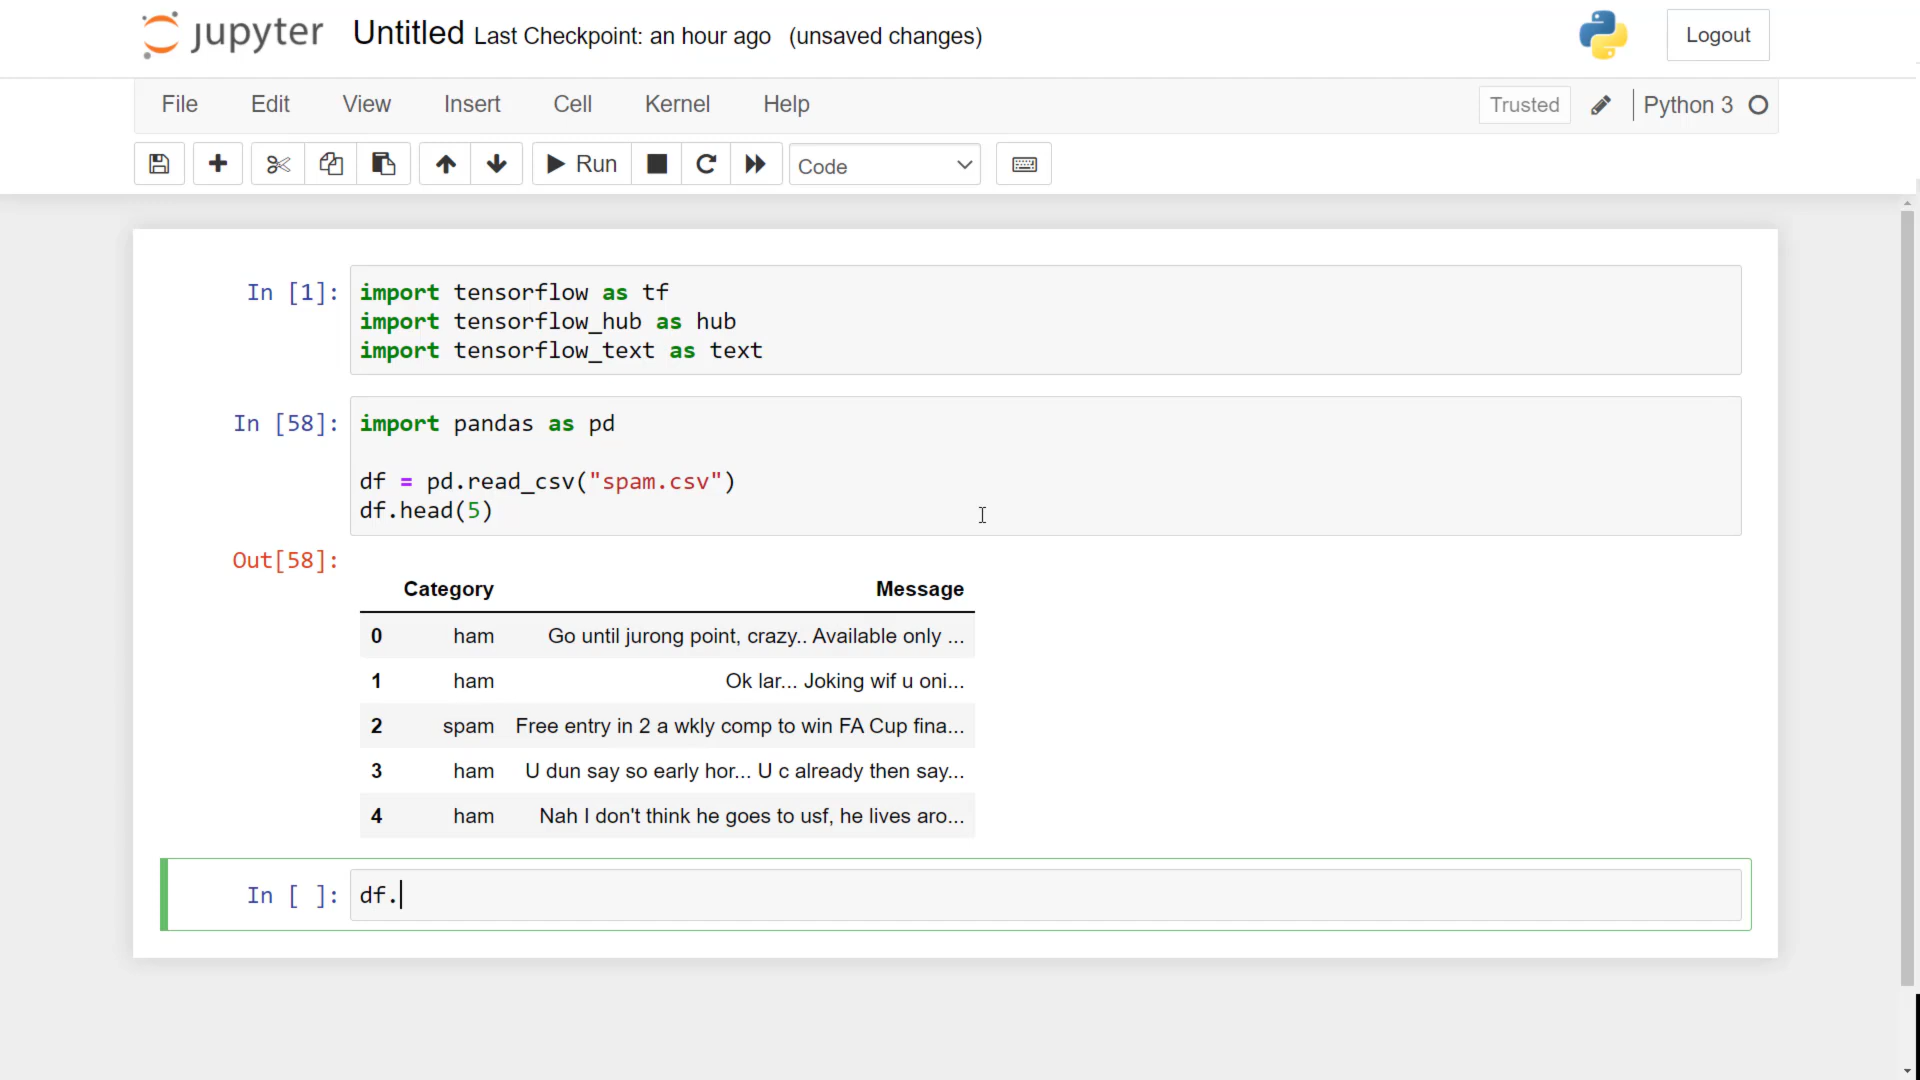 jupyter Untitled Last Checkpoint: an hour ago (unsaved changes) Logout
File Edit View Insert Cell Kernel Help Trusted Python 3
Run Code
In [1]: import tensorflow as tf
import tensorflow_hub as hub
import tensorflow_text as text
In [58]: import pandas as pd
df = pd.read_csv("spam.csv")
df.head(5)
Out[58]:
Category Message
0 ham Go until jurong point, crazy.. Available only ...
1 ham Ok lar... Joking wif u oni...
2 spam Free entry in 2 a wkly comp to win FA Cup fina...
3 ham U dun say so early hor... U c already then say...
4 ham Nah I don't think he goes to usf, he lives aro...
In [ ]: df.